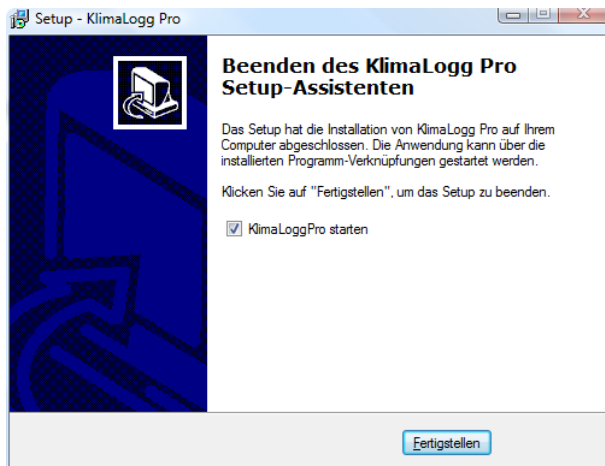 Setup - KlimaLogg Pro
Beenden des KlimaLogg Pro
Setup-Assistenten
Das Setup hat die Installation von KlimaLogg Pro auf Ihrem
Computer abgeschlossen. Die Anwendung kann über die
installierten Programm-Verknüpfungen gestartet werden.
Klicken Sie auf "Fertigstellen", um das Setup zu beenden.
KlimaLoggPro starten
Fertigstellen